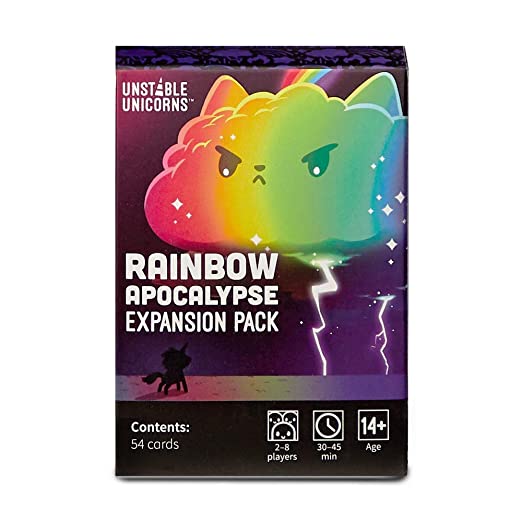 UNSTABLE
UNICORNS™
RAINBOW
APOCALYPSE
EXPANSION PACK
Contents:
54 cards
2–8
players
30–45
min
14+
Age